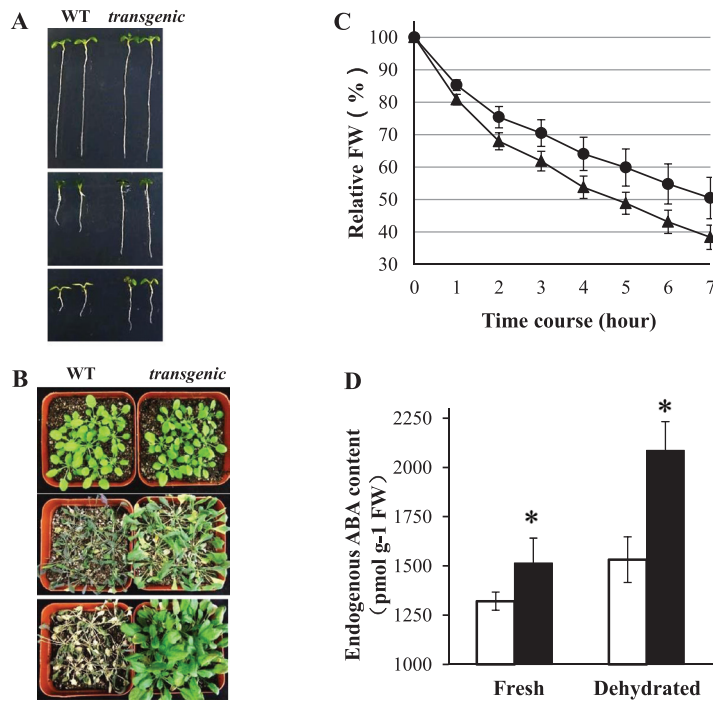 A
WT transgenic
B
WT transgenic
C
Relative FW ( % )
100
90
80
70
60
50
40
30
0 1 2 3 4 5 6 7
Time course (hour)
D
Endogenous ABA content
(pmol g-1 FW)
2250
2000
1750
1500
1250
1000
*
*
Fresh Dehydrated